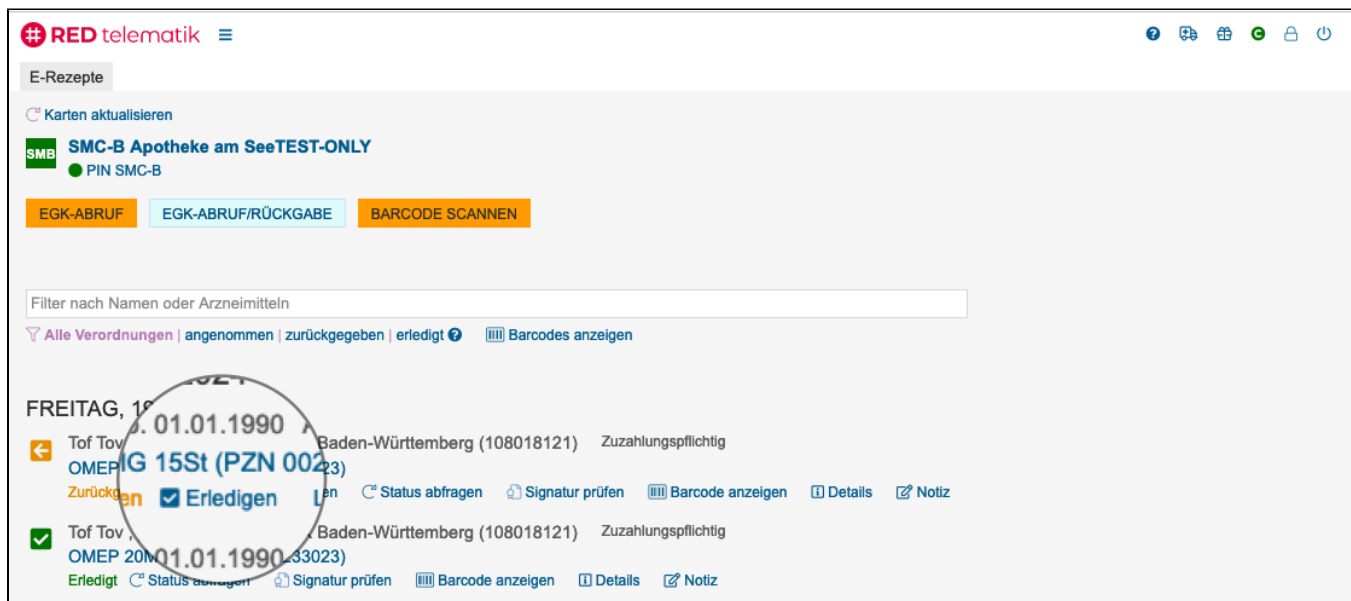 RED telematik
E-Rezepte
Karten aktualisieren
SMB SMC-B Apotheke am SeeTEST-ONLY
PIN SMC-B
EGK-ABRUF EGK-ABRUF/RÜCKGABE BARCODE SCANNEN
Filter nach Namen oder Arzneimitteln
Alle Verordnungen | angenommen | zurückgegeben | erledigt Barcodes anzeigen
FREITAG,
01.01.1990
Tof Tov Baden-Württemberg (108018121) Zuzahlungspflichtig
OMEP IG 15St (PZN 002 23)
Zurückg en Erledigen en Status abfragen Signatur prüfen Barcode anzeigen Details Notiz
Tof Tov , Baden-Württemberg (108018121) Zuzahlungspflichtig
OMEP 20M 01.01.1990 33023)
Erledigt Status abfragen Signatur prüfen Barcode anzeigen Details Notiz